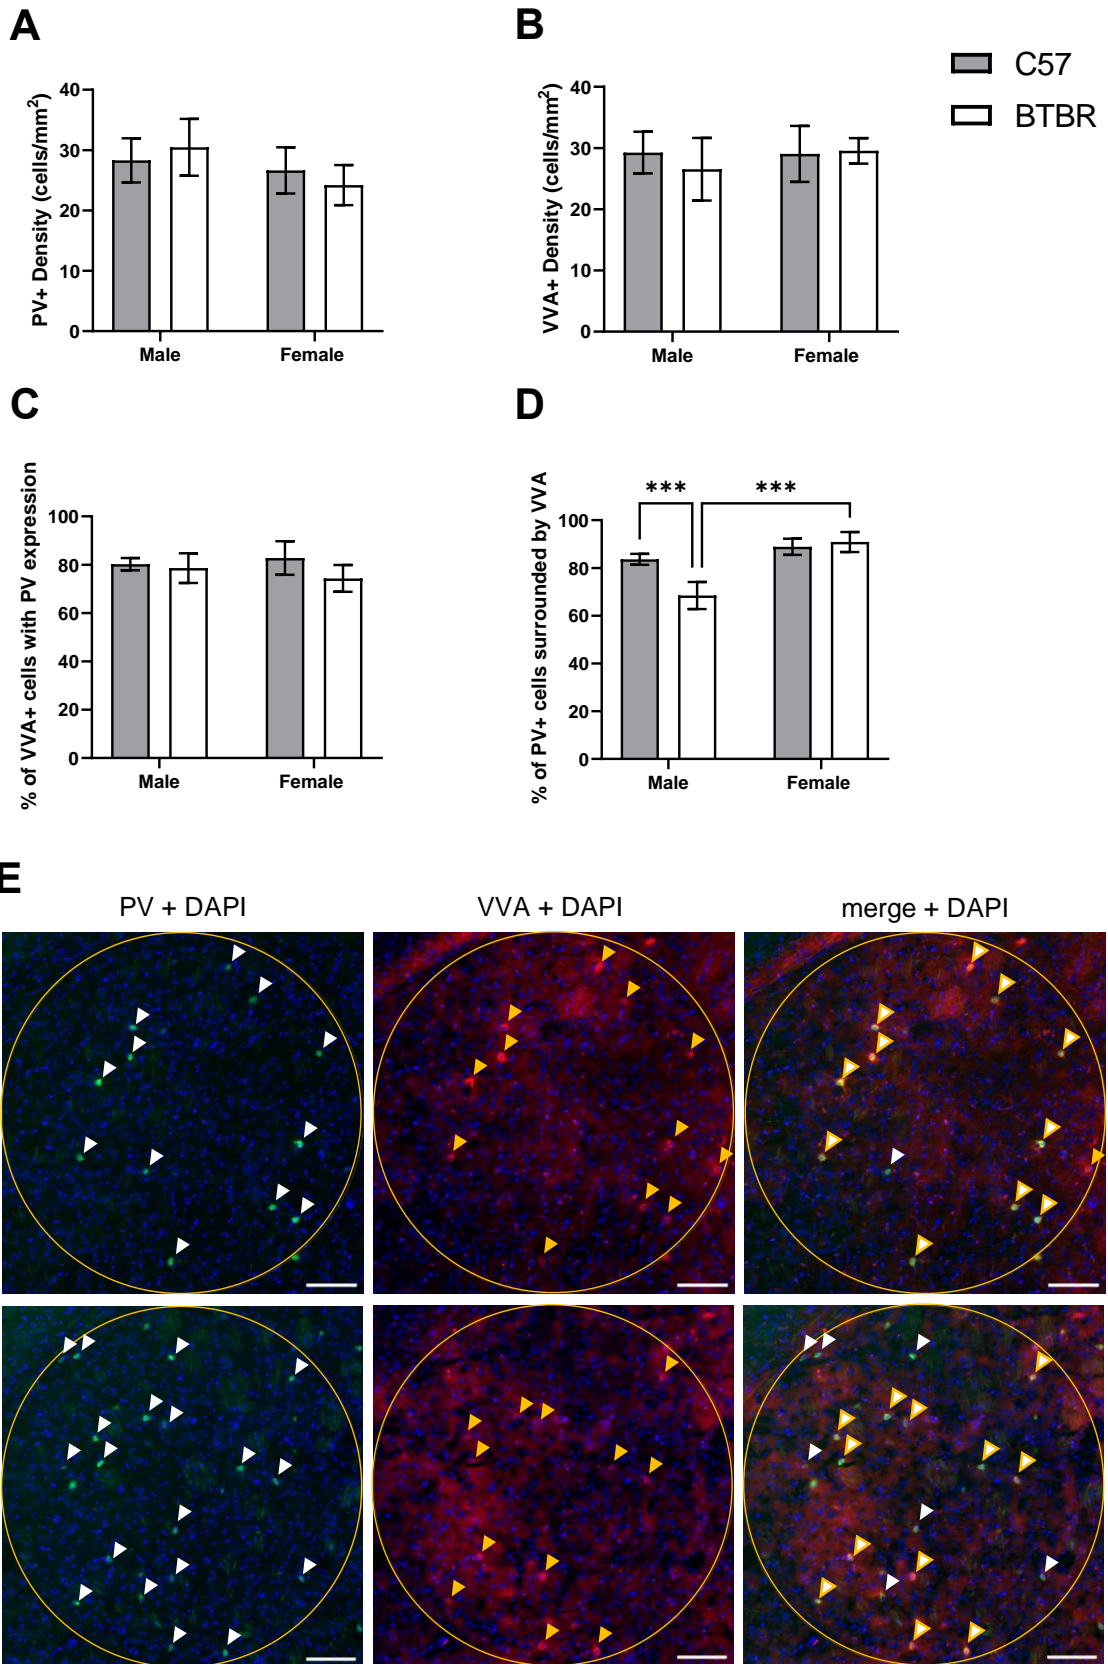 A
B
C57
BTBR
PV+ Density (cells/mm²)
40
30
20
10
0
Male
Female
VVA+ Density (cells/mm²)
40
30
20
10
0
Male
Female
C
D
% of VVA+ cells with PV expression
100
80
60
40
20
0
Male
Female
% of PV+ cells surrounded by VVA
***
***
100
80
60
40
20
0
Male
Female
E
PV + DAPI
VVA + DAPI
merge + DAPI